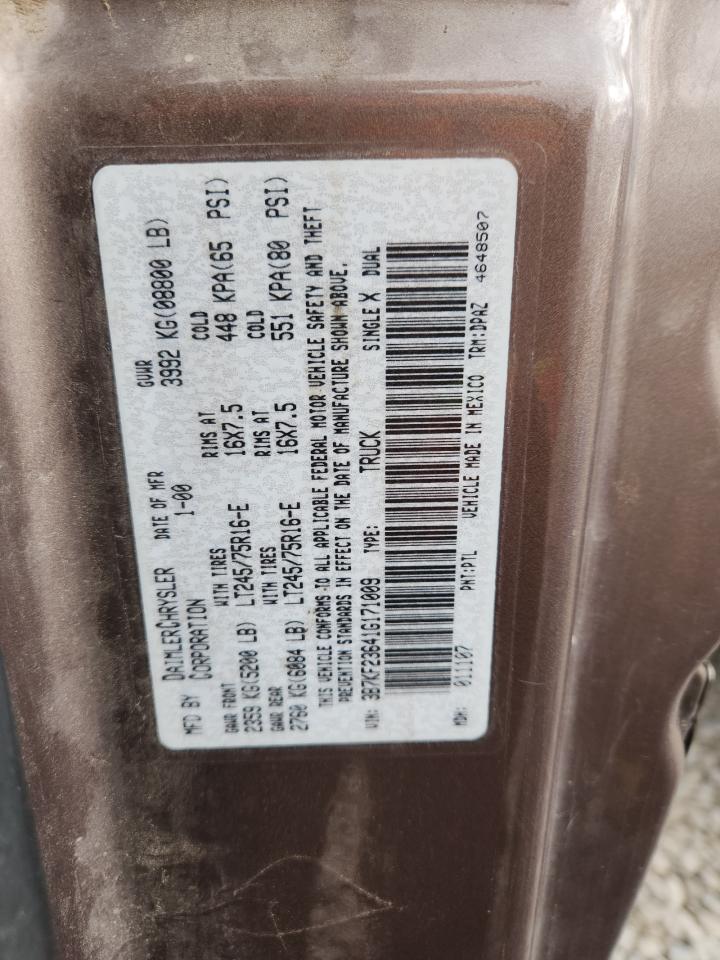 MFD BY DAIMLERCHRYSLER CORPORATION DATE OF MFR 1-00 GVWR 3992 KG(08800 LB)
GAWR FRONT WITH TIRES RIMS AT COLD
2359 KG(5200 LB) LT245/75R16-E 16X7.5 448 KPA(65 PSI)
GAWR REAR WITH TIRES RIMS AT COLD
2760 KG(6084 LB) LT245/75R16-E 16X7.5 551 KPA(80 PSI)
THIS VEHICLE CONFORMS TO ALL APPLICABLE FEDERAL MOTOR VEHICLE SAFETY AND THEFT
PREVENTION STANDARDS IN EFFECT ON THE DATE OF MANUFACTURE SHOWN ABOVE.
VIN: 3B7KF23641G171009 TYPE: TRUCK SINGLE X DUAL
MDH: 011107 PNT:PTL VEHICLE MADE IN MEXICO TRM:DPAZ 4648507